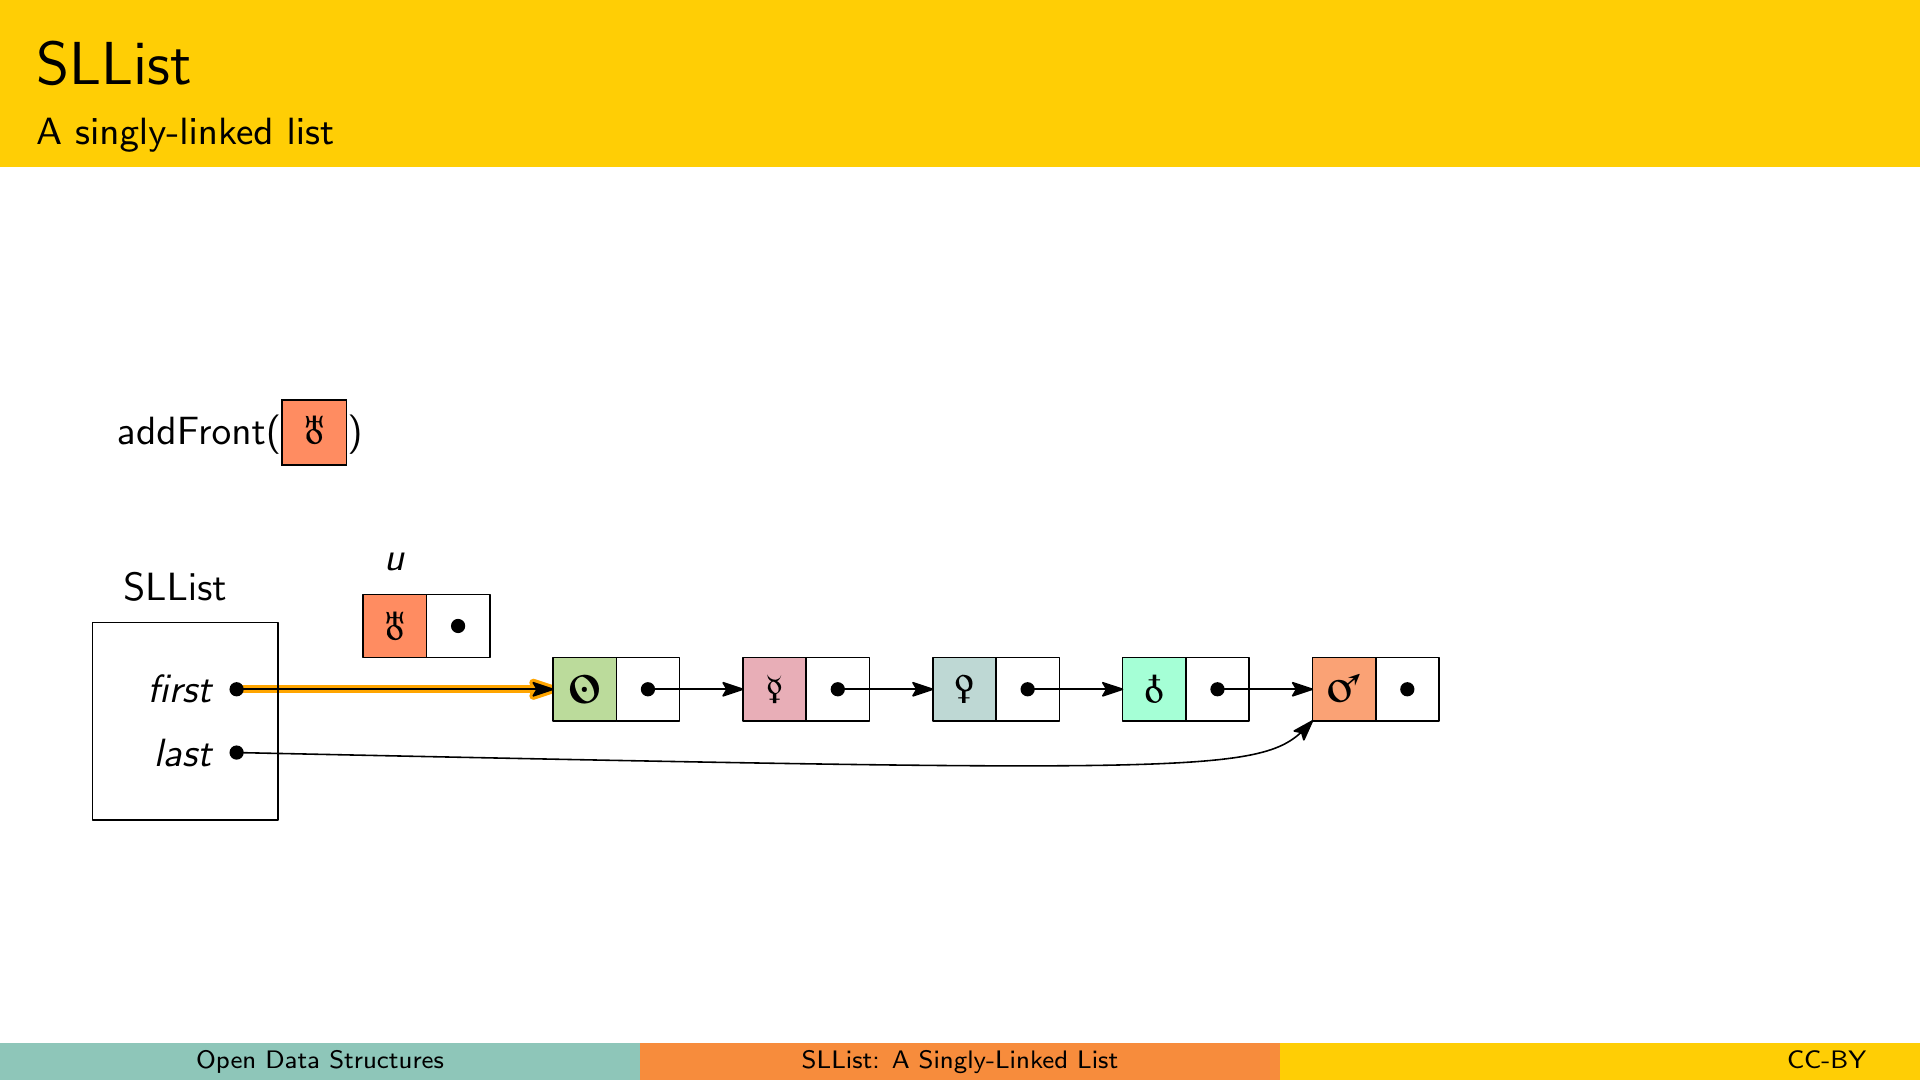 SLList
A singly-linked list
addFront(♅)
u
SLList
♅
first
☉ ☿ ♀ ♁ ♂
last
Open Data Structures
SLList: A Singly-Linked List
CC-BY